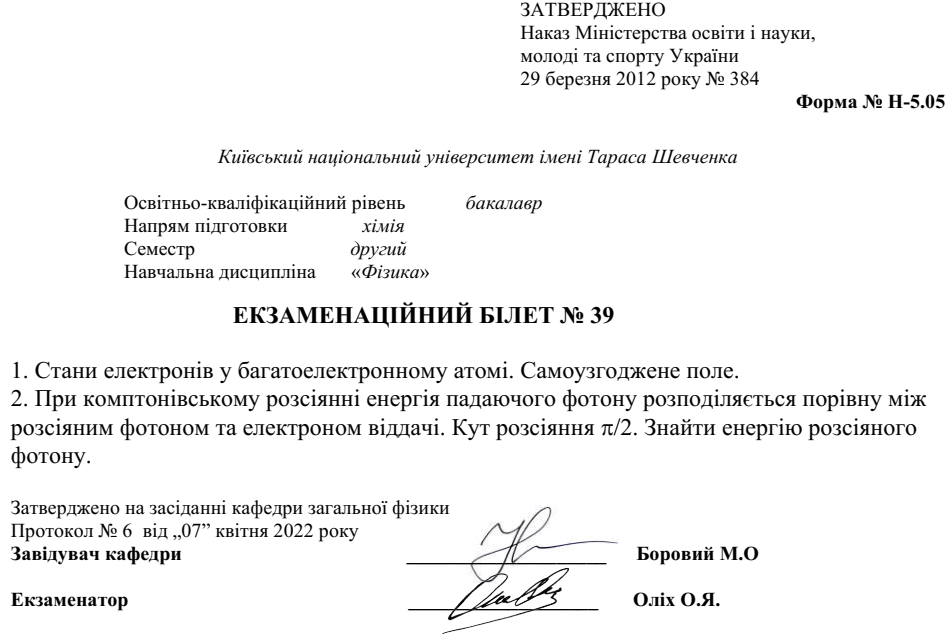 ЗАТВЕРДЖЕНО
Наказ Міністерства освіти і науки,
молоді та спорту України
29 березня 2012 року № 384
Форма № Н-5.05
Київський національний університет імені Тараса Шевченка
Освітньо-кваліфікаційний рівень бакалавр
Напрям підготовки хімія
Семестр другий
Навчальна дисципліна «Фізика»
ЕКЗАМЕНАЦІЙНИЙ БІЛЕТ № 39
1. Стани електронів у багатоелектронному атомі. Самоузгоджене поле.
2. При комптонівському розсіянні енергія падаючого фотону розподіляється порівну між
розсіяним фотоном та електроном віддачі. Кут розсіяння π/2. Знайти енергію розсіяного
фотону.
Затверджено на засіданні кафедри загальної фізики
Протокол № 6 від „07” квітня 2022 року
Завідувач кафедри Боровий М.О
Екзаменатор Оліх О.Я.